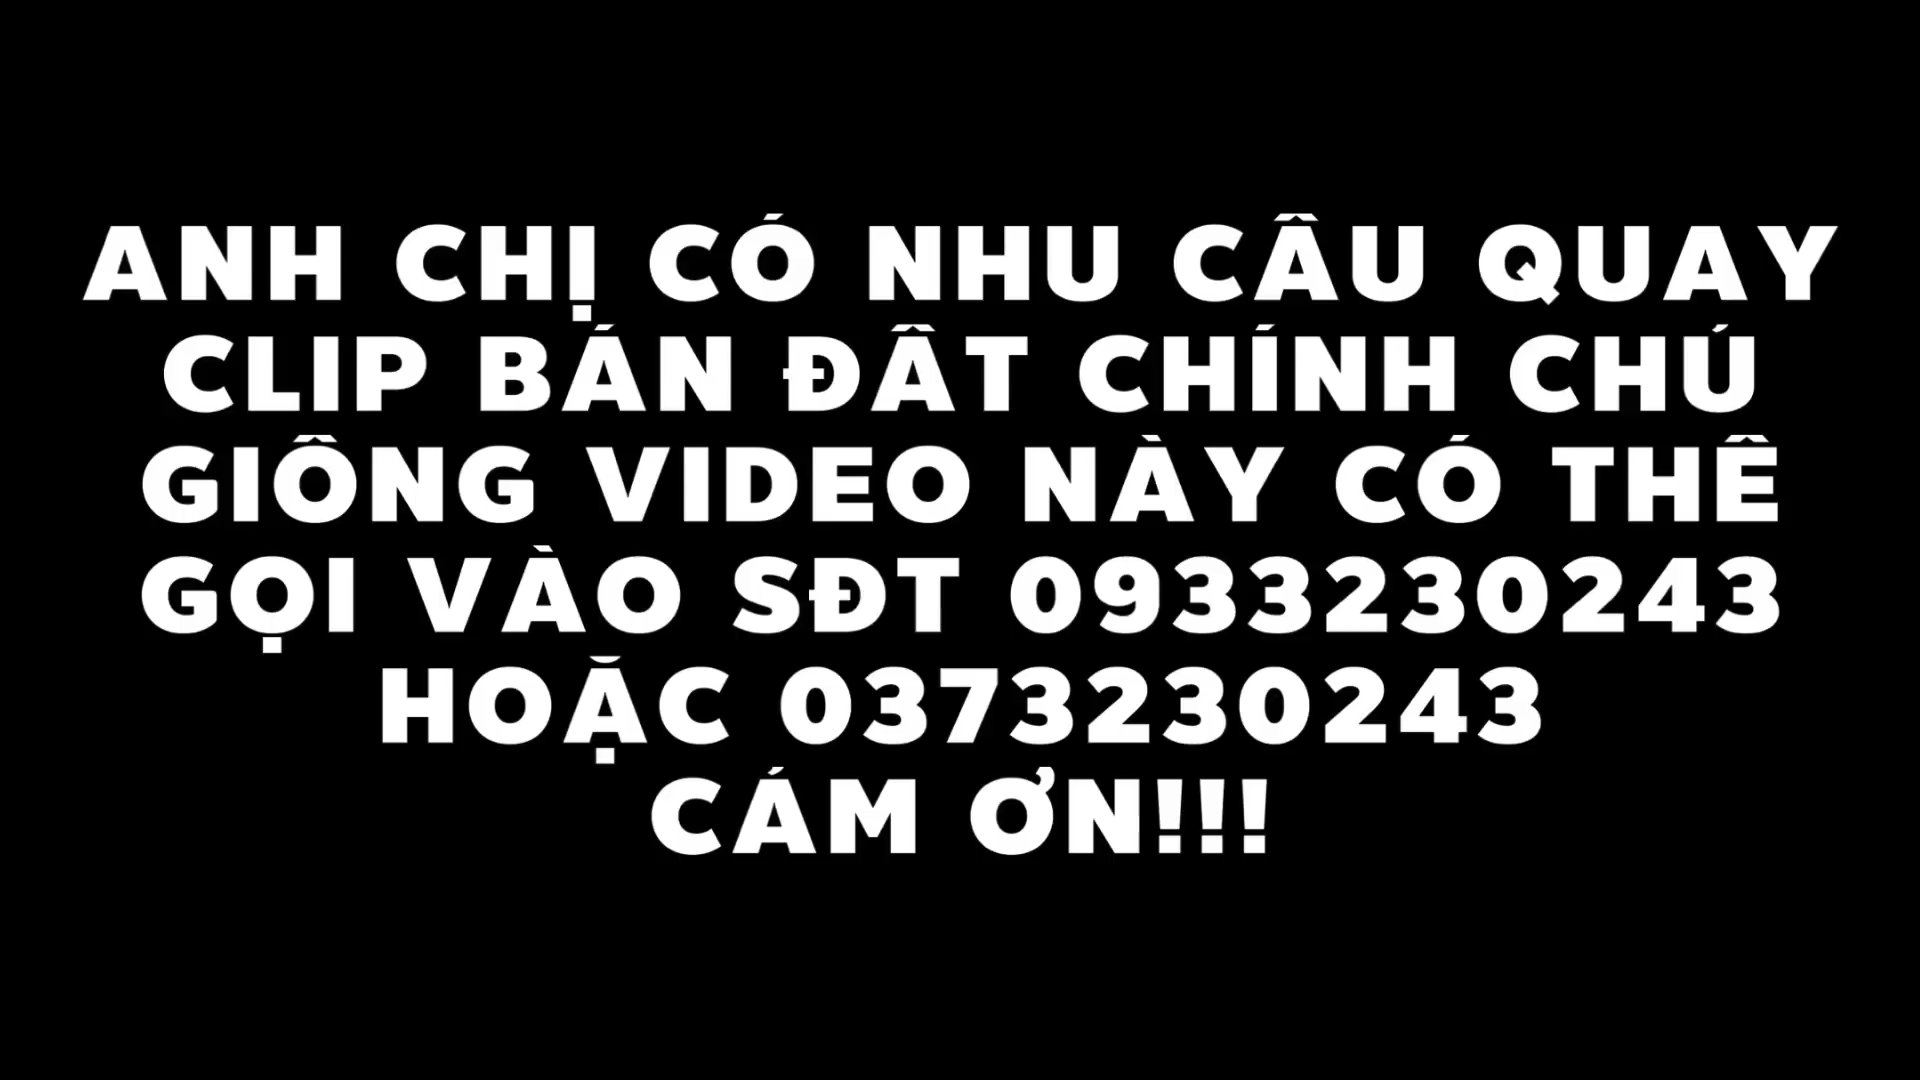 ANH CHỊ CÓ NHU CẦU QUAY
CLIP BÁN ĐẤT CHÍNH CHỦ
GIỐNG VIDEO NÀY CÓ THỂ
GỌI VÀO SĐT 0933230243
HOẶC 0373230243
CÁM ƠN!!!